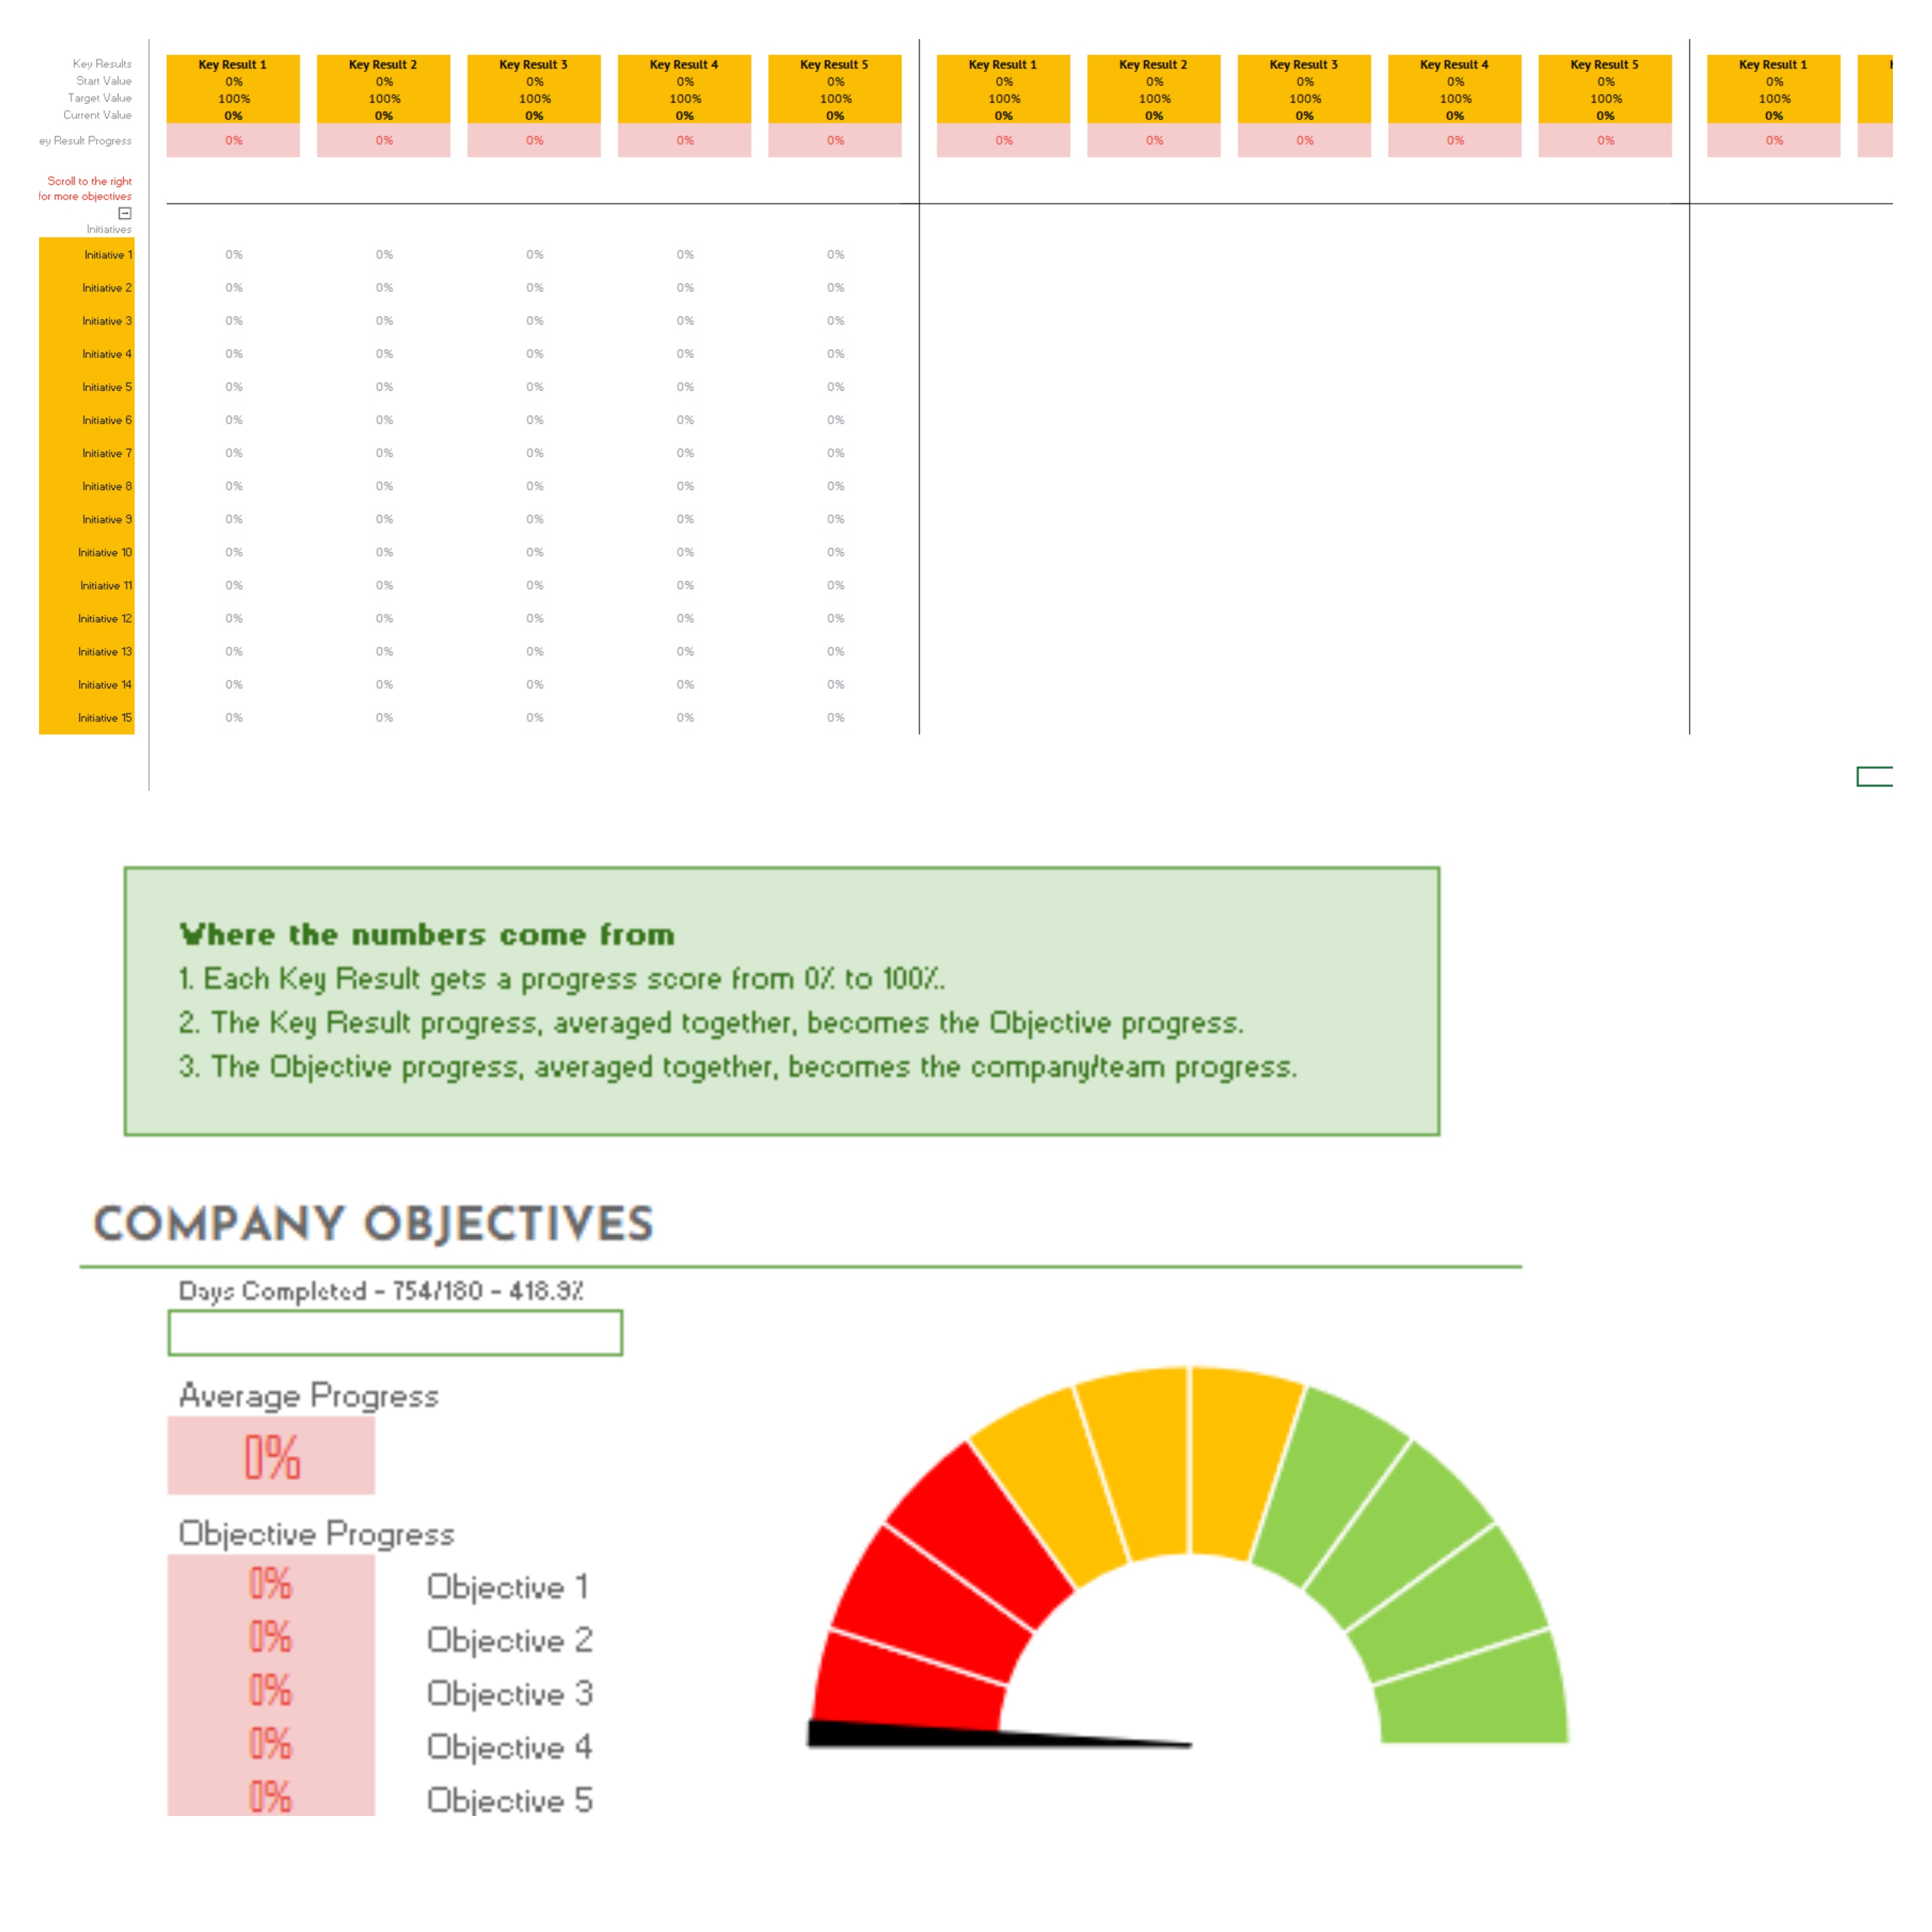 Key Results Key Result 1 Key Result 2 Key Result 3 Key Result 4 Key Result 5 Key Result 1 Key Result 2 Key Result 3 Key Result 4 Key Result 5 Key Result 1
Start Value 0% 0% 0% 0% 0% 0% 0% 0% 0% 0% 0%
Target Value 100% 100% 100% 100% 100% 100% 100% 100% 100% 100% 100%
Current Value 0% 0% 0% 0% 0% 0% 0% 0% 0% 0% 0%
ey Result Progress 0% 0% 0% 0% 0% 0% 0% 0% 0% 0% 0%
Scroll to the right
for more objectives
Initiatives
Initiative 1 0% 0% 0% 0% 0%
Initiative 2 0% 0% 0% 0% 0%
Initiative 3 0% 0% 0% 0% 0%
Initiative 4 0% 0% 0% 0% 0%
Initiative 5 0% 0% 0% 0% 0%
Initiative 6 0% 0% 0% 0% 0%
Initiative 7 0% 0% 0% 0% 0%
Initiative 8 0% 0% 0% 0% 0%
Initiative 9 0% 0% 0% 0% 0%
Initiative 10 0% 0% 0% 0% 0%
Initiative 11 0% 0% 0% 0% 0%
Initiative 12 0% 0% 0% 0% 0%
Initiative 13 0% 0% 0% 0% 0%
Initiative 14 0% 0% 0% 0% 0%
Initiative 15 0% 0% 0% 0% 0%
Where the numbers come from
1. Each Key Result gets a progress score from 0% to 100%.
2. The Key Result progress, averaged together, becomes the Objective progress.
3. The Objective progress, averaged together, becomes the company/team progress.
COMPANY OBJECTIVES
Days Completed - 754/180 - 418.9%
Average Progress
0%
Objective Progress
0% Objective 1
0% Objective 2
0% Objective 3
0% Objective 4
0% Objective 5